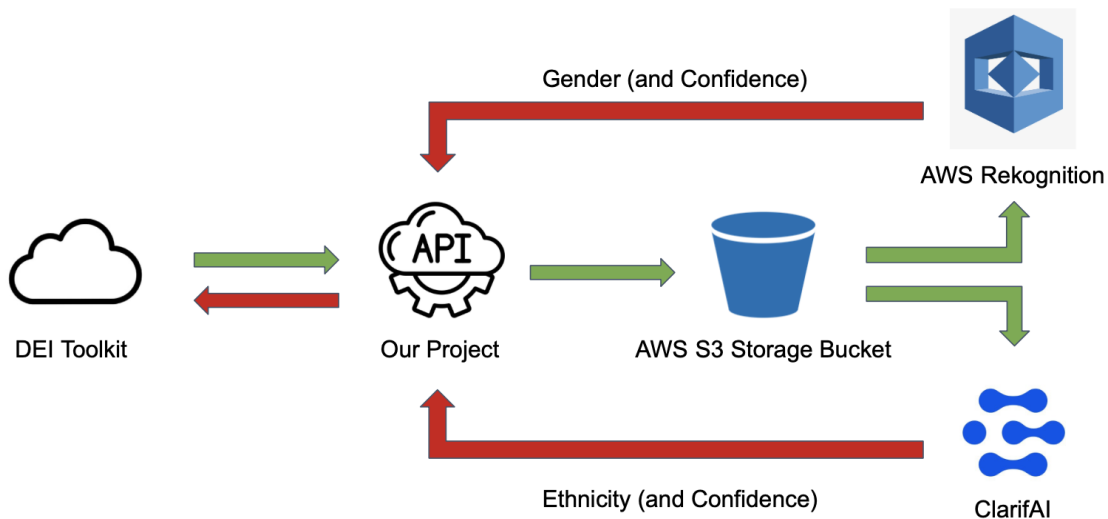 Gender (and Confidence)
AWS Rekognition
API
DEI Toolkit
Our Project
AWS S3 Storage Bucket
Ethnicity (and Confidence)
ClarifAI